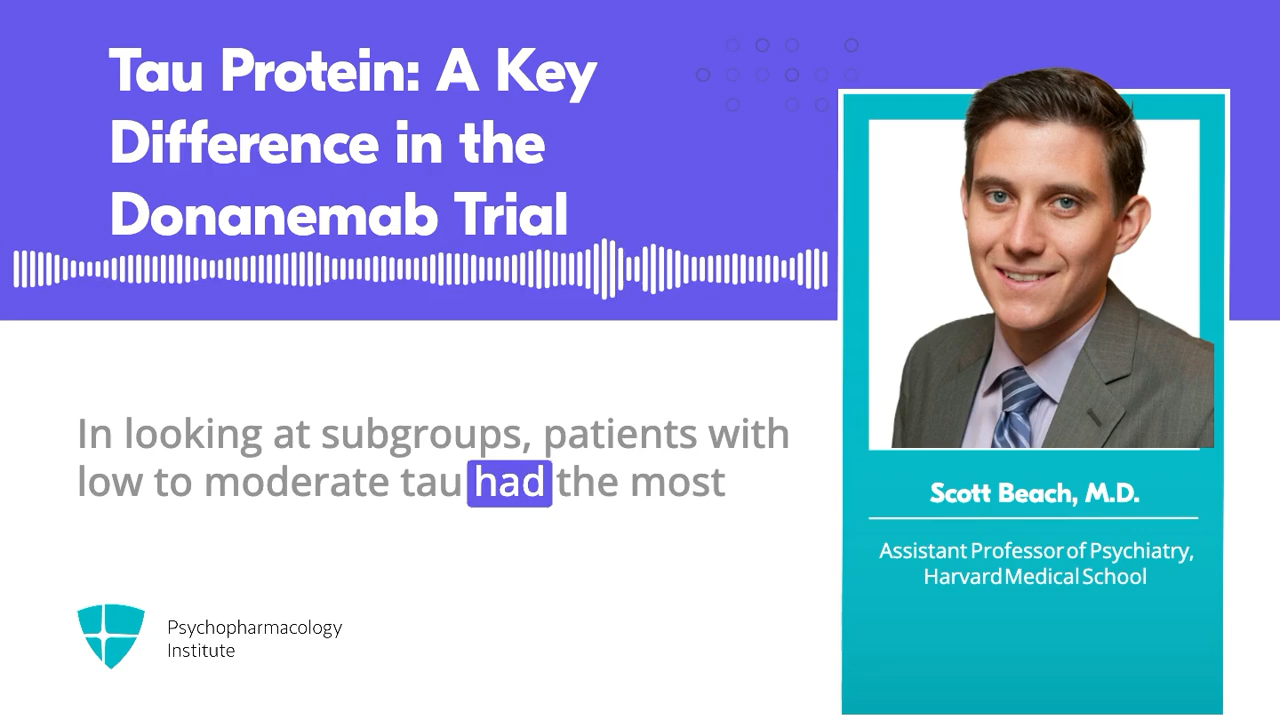 Tau Protein: A Key
Difference in the
Donanemab Trial
In looking at subgroups, patients with
low to moderate tau had the most
Psychopharmacology
Institute
Scott Beach, M.D.
Assistant Professor of Psychiatry,
Harvard Medical School